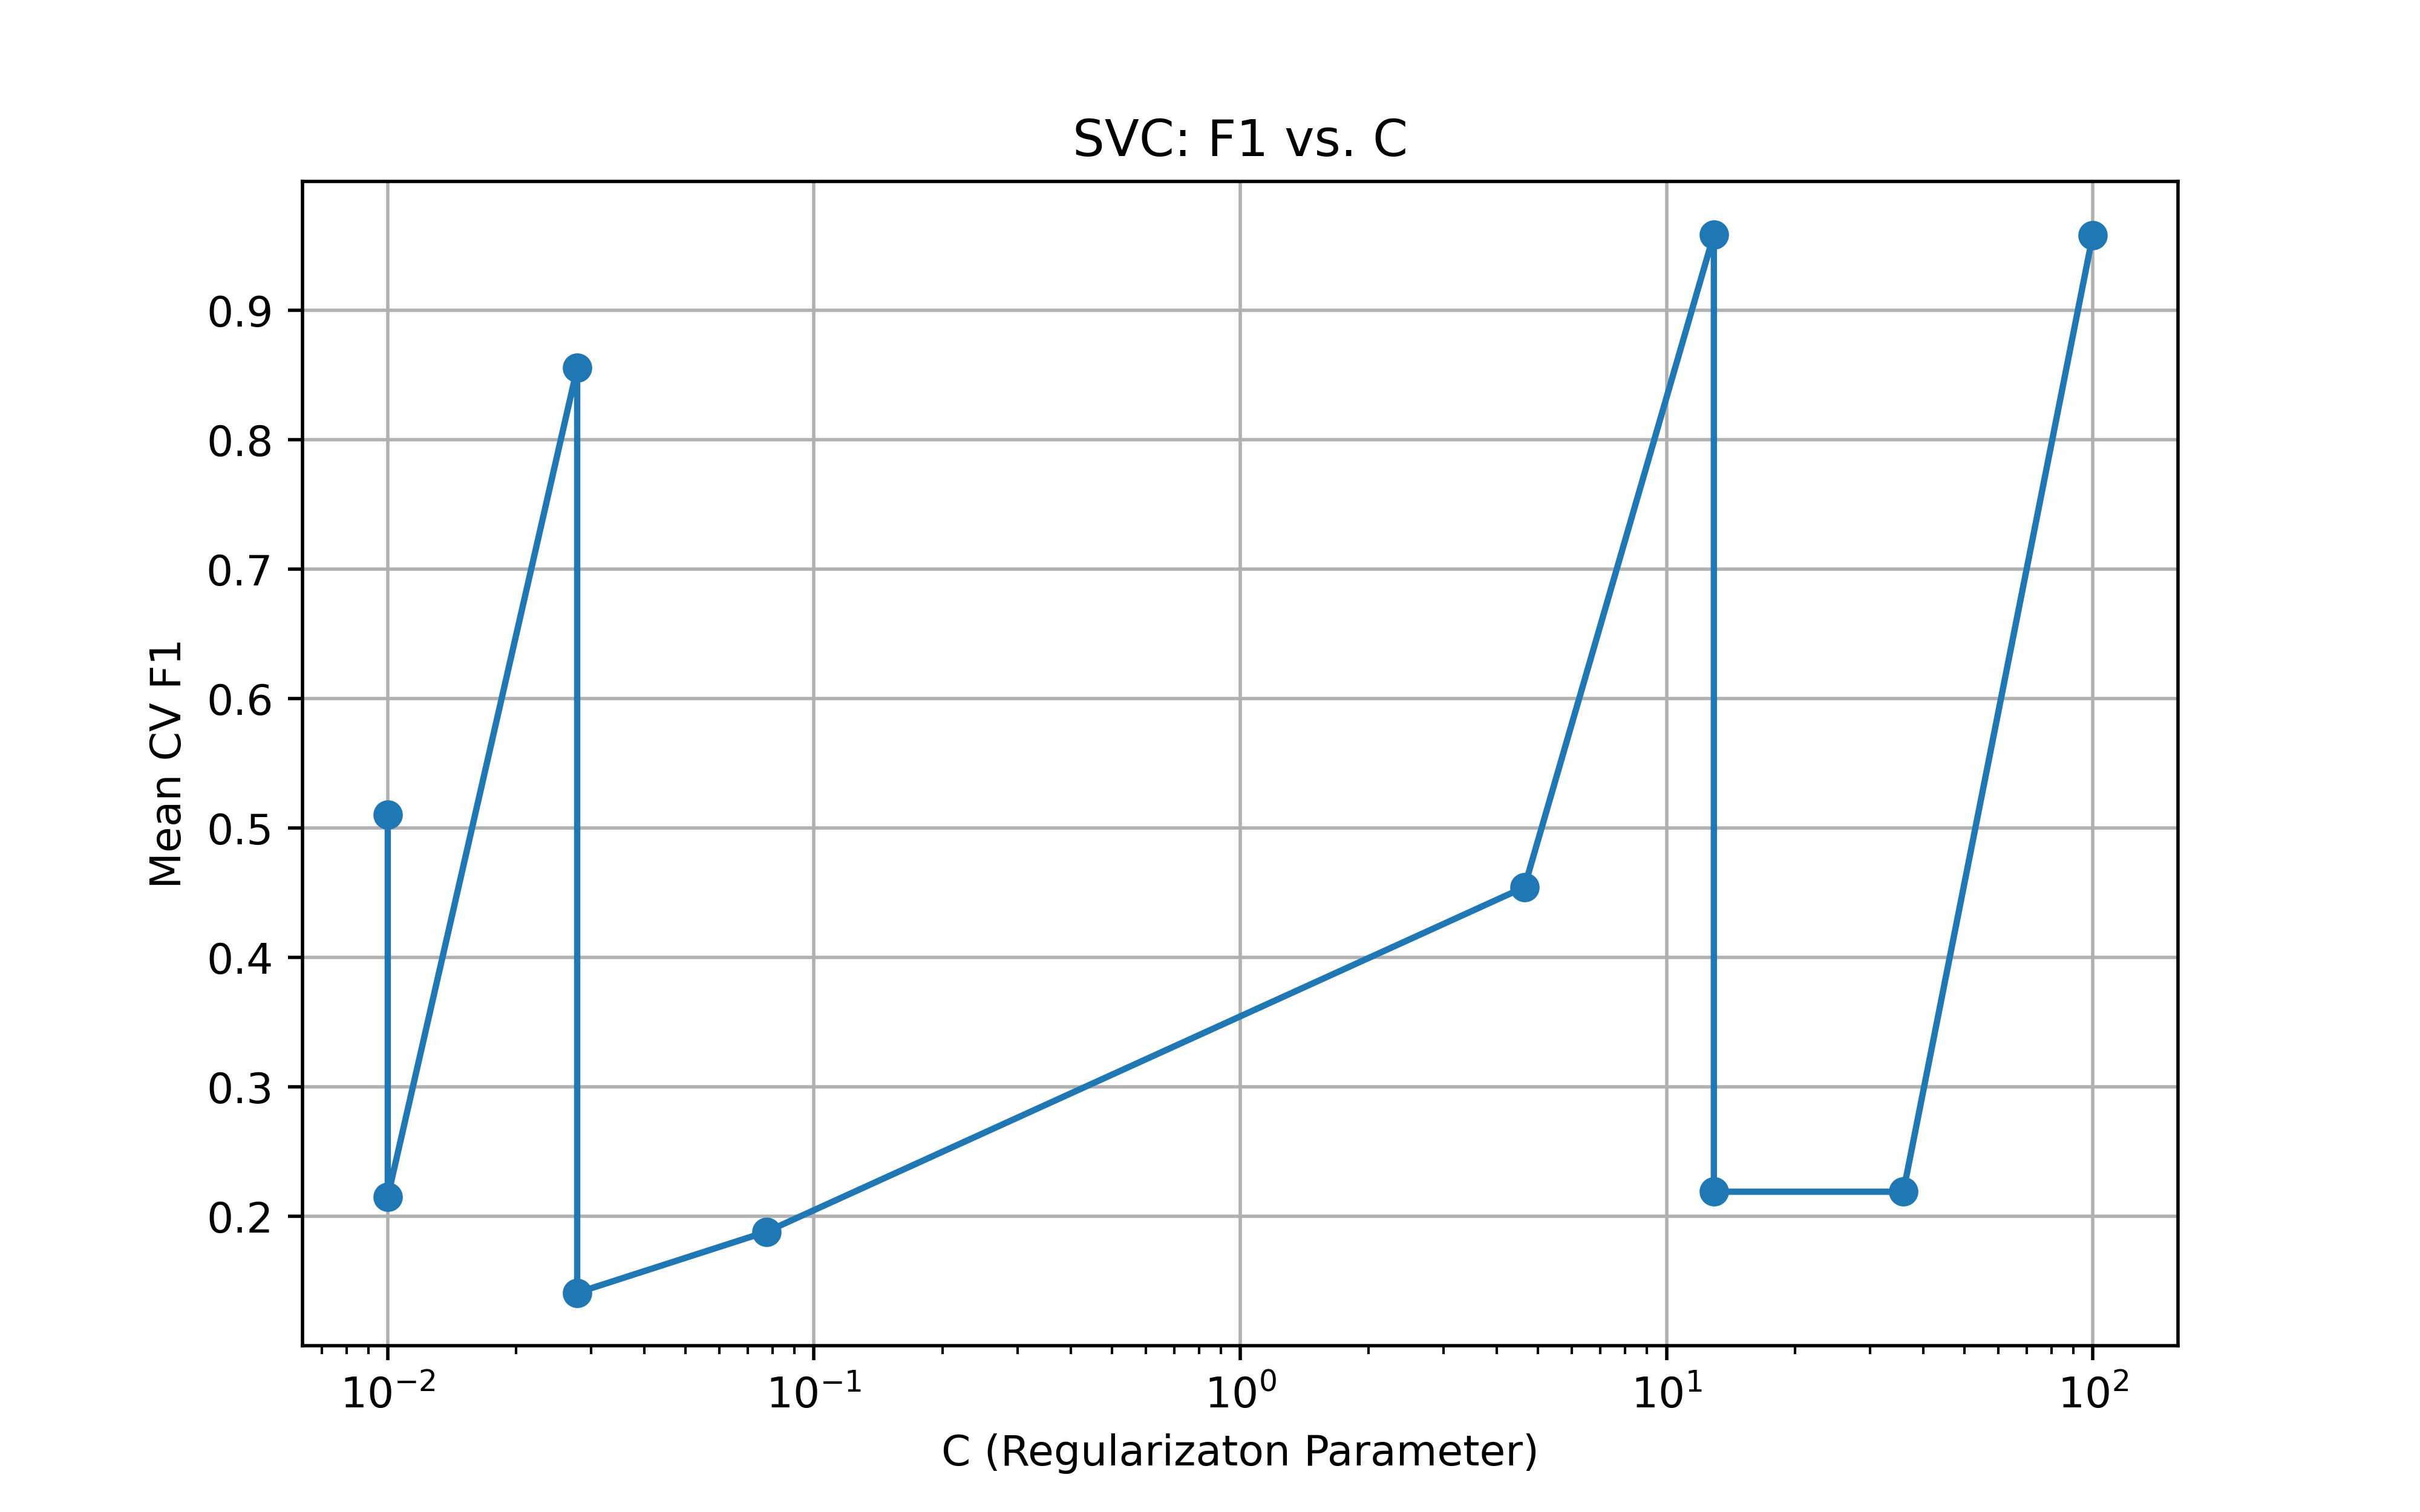 SVC: F1 vs. C
Mean CV F1
0.9
0.8
0.7
0.6
0.5
0.4
0.3
0.2
10⁻² 10⁻¹ 10⁰ 10¹ 10²
C (Regularizaton Parameter)